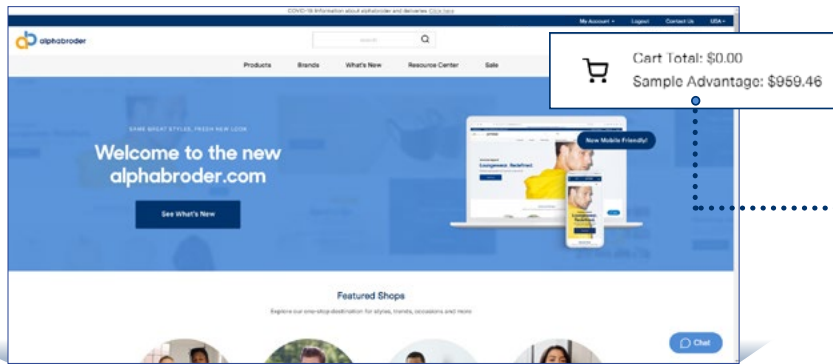 COVID-19 Information about alphabroder and deliveries Click here
My Account Logout Contact Us USA
alphabroder
search
Products Brands What's New Resource Center Sale
Cart Total: $0.00
Sample Advantage: $959.46
SAME GREAT STYLES, FRESH NEW LOOK
Welcome to the new
alphabroder.com
See What's New
Now Mobile Friendly!
Loungewear. Redefined.
Featured Shops
Explore our one-stop destination for styles, trends, occasions and more
Chat